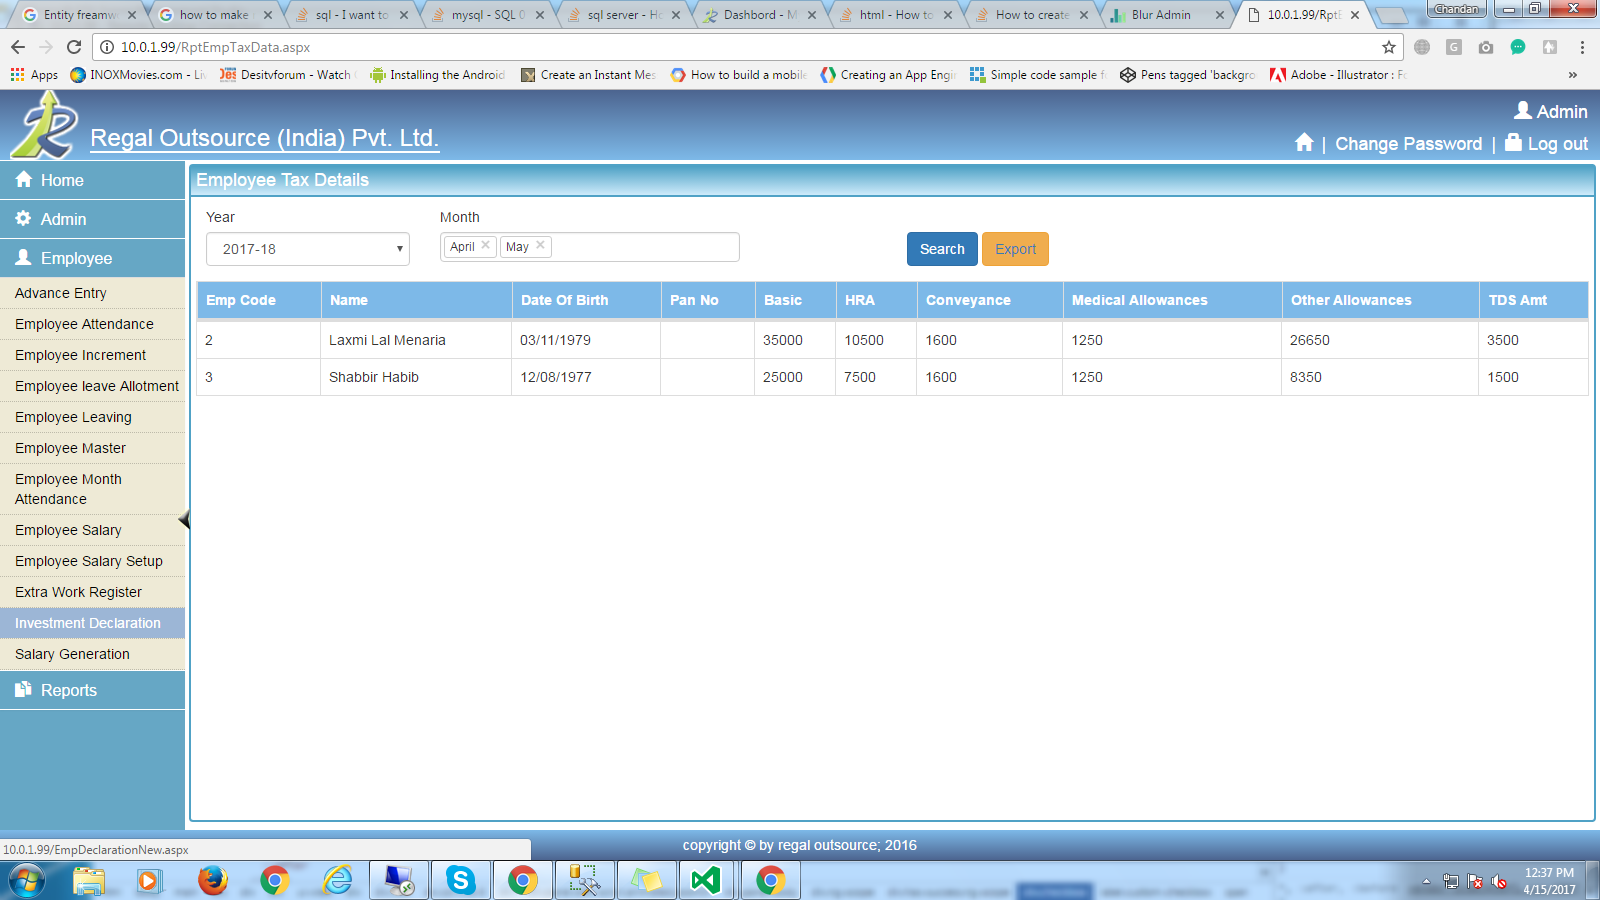 Entity freamw
how to make
sql - I want to
mysql - SQL
sql server - Ho
Dashbord - M
html - How to
How to create
Blur Admin
10.0.1.99/RptE
Chandan
10.0.1.99/RptEmpTaxData.aspx
Apps
INOXMovies.com - Liv
Desitvforum - Watch
Installing the Android
Create an Instant Mes
How to build a mobile
Creating an App Engi
Simple code sample f
Pens tagged 'backgro
Adobe - Illustrator : Fo
»
Regal Outsource (India) Pvt. Ltd.
Admin
| Change Password | Log out
Home
Admin
Employee
Advance Entry
Employee Attendance
Employee Increment
Employee leave Allotment
Employee Leaving
Employee Master
Employee Month
Attendance
Employee Salary
Employee Salary Setup
Extra Work Register
Investment Declaration
Salary Generation
Reports
Employee Tax Details
Year
Month
2017-18
April × May ×
Search
Export
Emp Code Name Date Of Birth Pan No Basic HRA Conveyance Medical Allowances Other Allowances TDS Amt
2 Laxmi Lal Menaria 03/11/1979 35000 10500 1600 1250 26650 3500
3 Shabbir Habib 12/08/1977 25000 7500 1600 1250 8350 1500
copyright © by regal outsource; 2016
10.0.1.99/EmpDeclarationNew.aspx
12:37 PM
4/15/2017